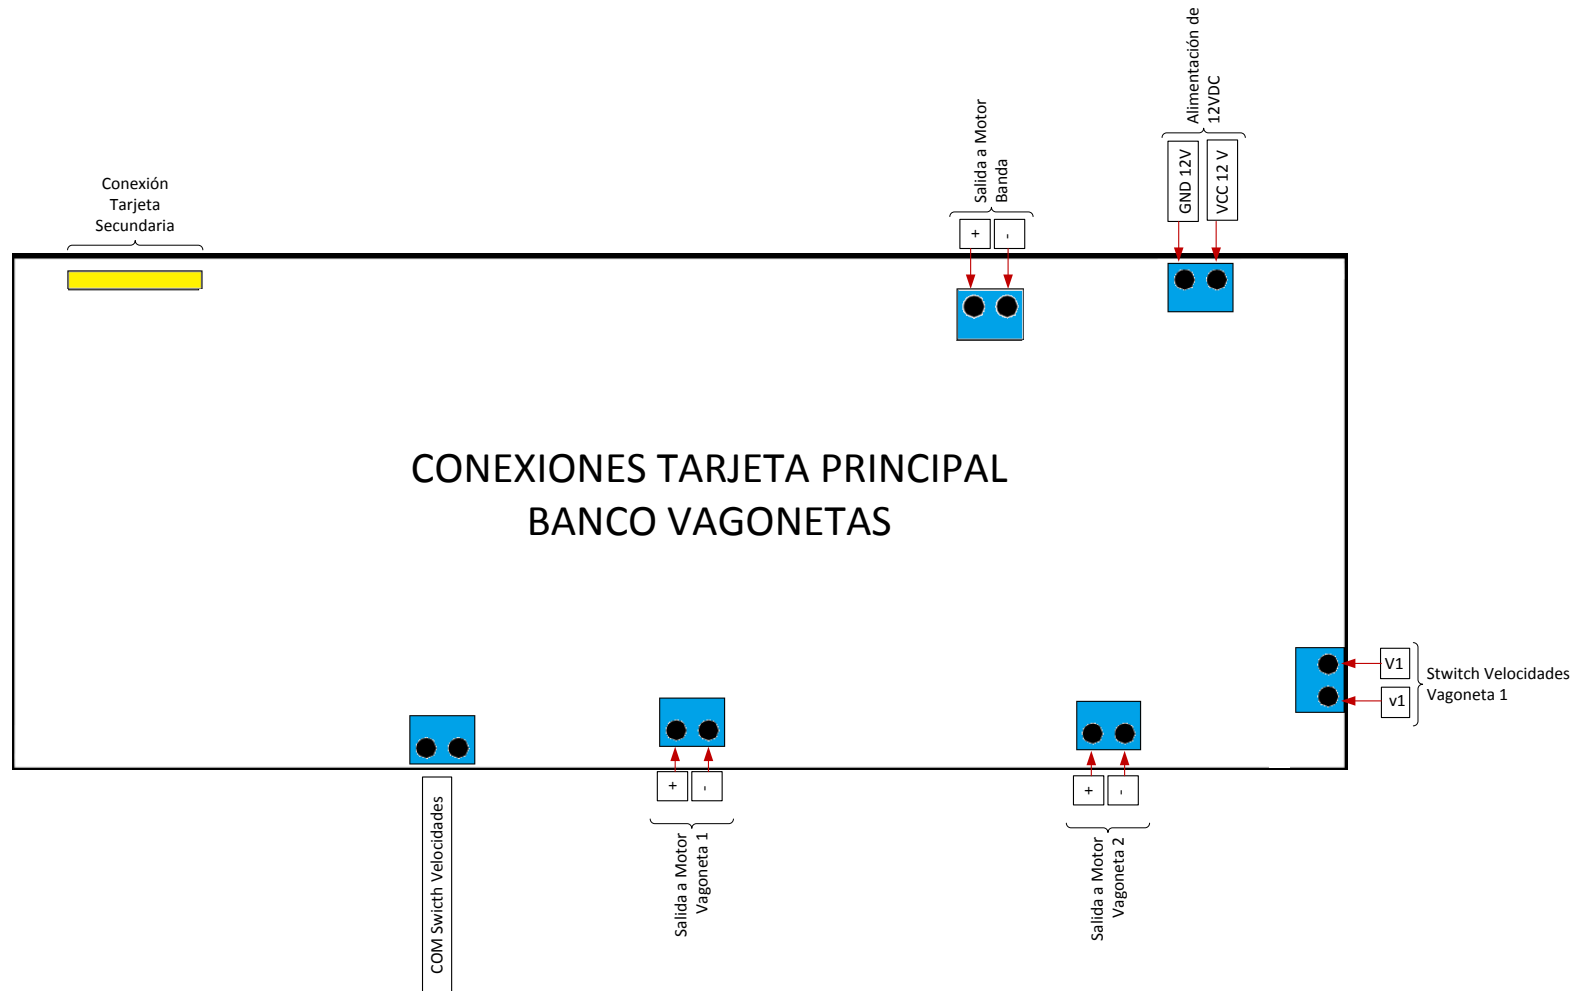 Alimentación de
12VDC
GND 12V
VCC 12 V
Salida a Motor
Banda
+
-
Conexión
Tarjeta
Secundaria
CONEXIONES TARJETA PRINCIPAL
BANCO VAGONETAS
V1
v1
Stwitch Velocidades
Vagoneta 1
COM Swicth Velocidades
+
-
Salida a Motor
Vagoneta 1
+
-
Salida a Motor
Vagoneta 2